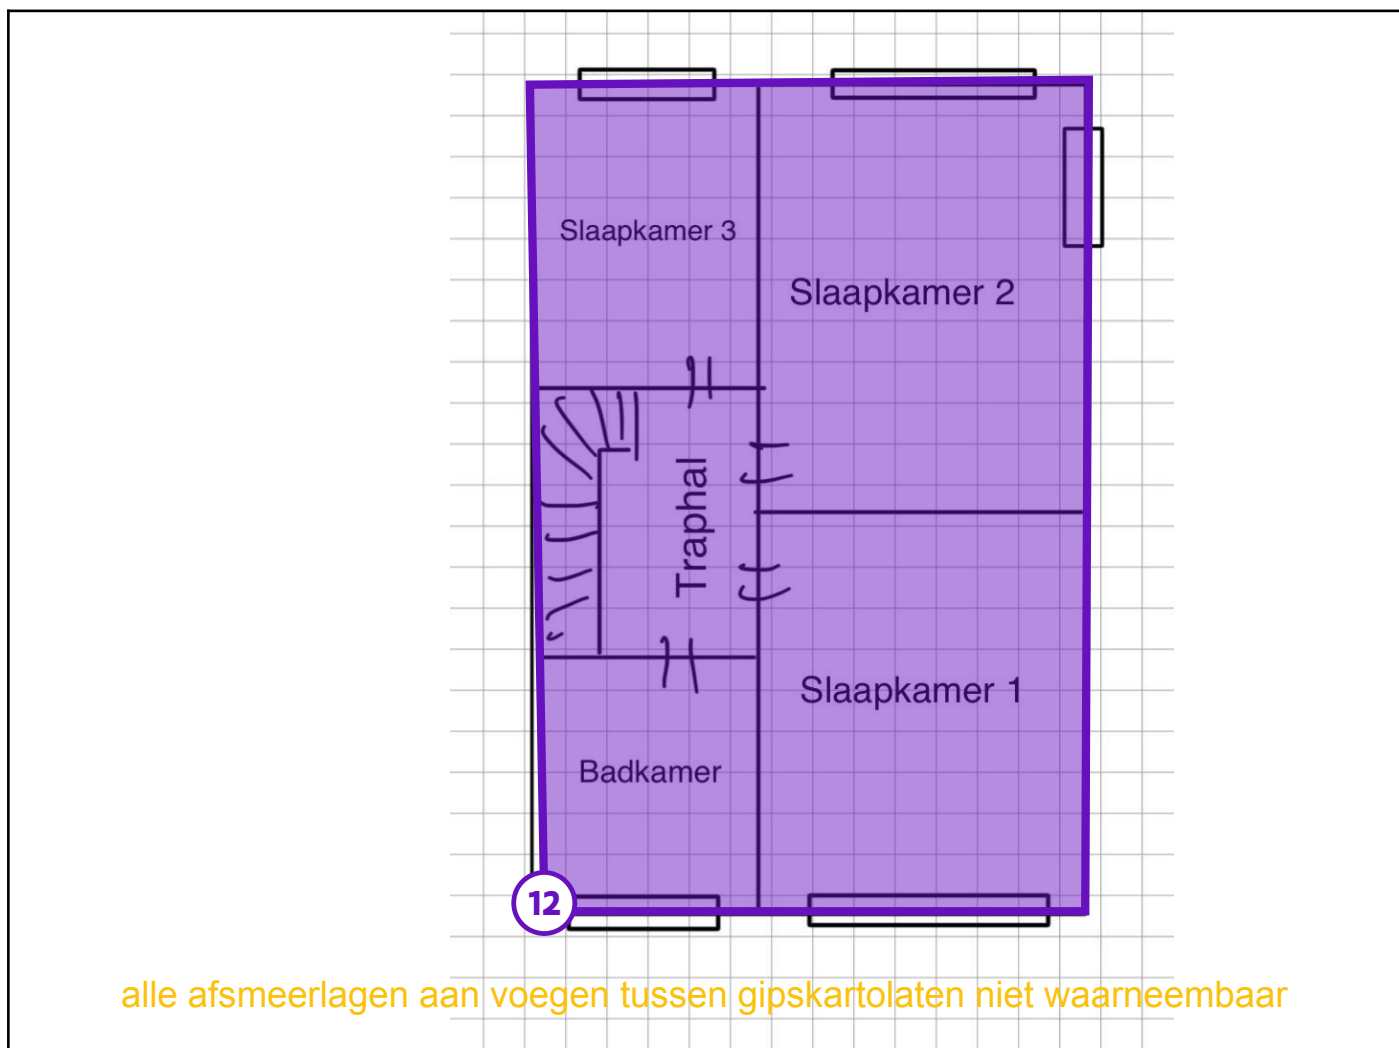 Slaapkamer 3
Slaapkamer 2
Traphal
Slaapkamer 1
Badkamer
12
alle afsmeerlagen aan voegen tussen gipskartolaten niet waarneembaar